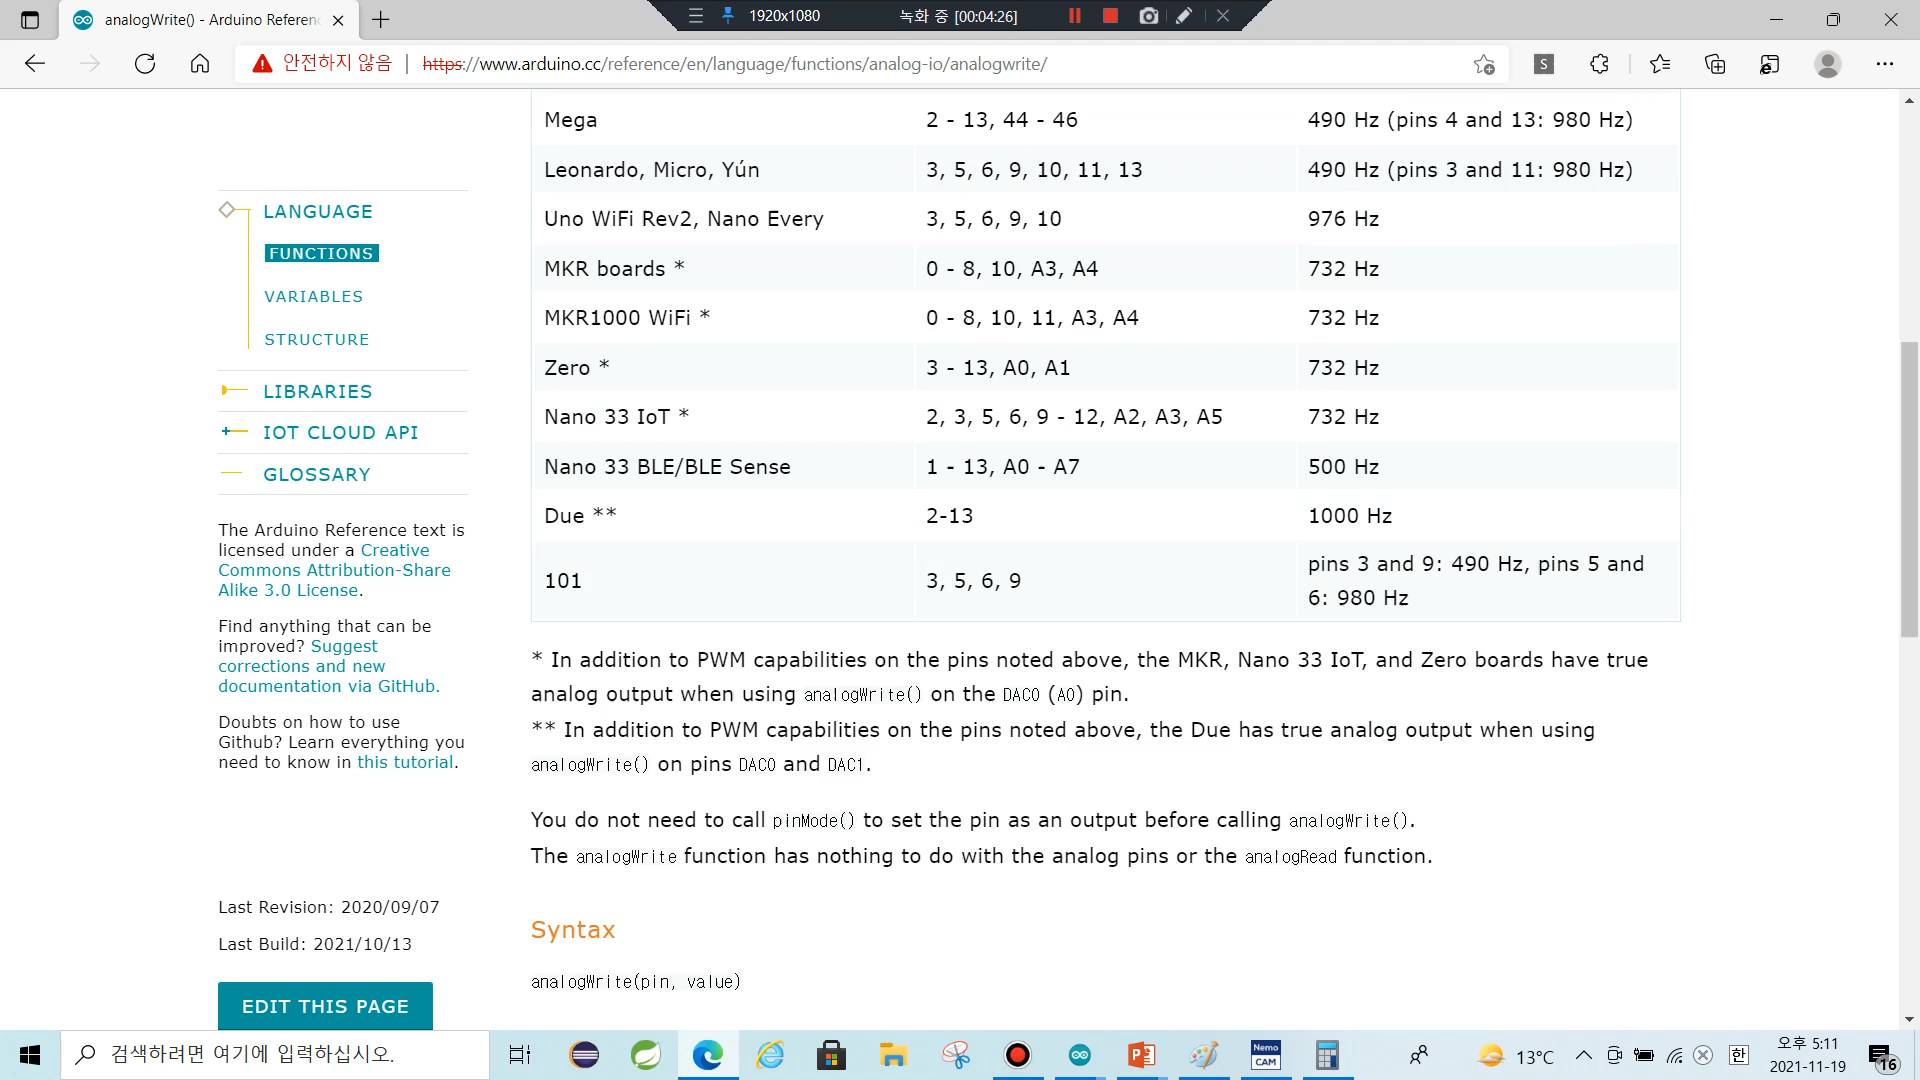 analogWrite() - Arduino Referenc
1920x1080
녹화 중 [00:04:26]
안전하지 않음
https://www.arduino.cc/reference/en/language/functions/analog-io/analogwrite/
S
LANGUAGE
FUNCTIONS
VARIABLES
STRUCTURE
LIBRARIES
IOT CLOUD API
GLOSSARY
The Arduino Reference text is
licensed under a Creative
Commons Attribution-Share
Alike 3.0 License.
Find anything that can be
improved? Suggest
corrections and new
documentation via GitHub.
Doubts on how to use
Github? Learn everything you
need to know in this tutorial.
Last Revision: 2020/09/07
Last Build: 2021/10/13
EDIT THIS PAGE
Mega 2 - 13, 44 - 46 490 Hz (pins 4 and 13: 980 Hz)
Leonardo, Micro, Yún 3, 5, 6, 9, 10, 11, 13 490 Hz (pins 3 and 11: 980 Hz)
Uno WiFi Rev2, Nano Every 3, 5, 6, 9, 10 976 Hz
MKR boards * 0 - 8, 10, A3, A4 732 Hz
MKR1000 WiFi * 0 - 8, 10, 11, A3, A4 732 Hz
Zero * 3 - 13, A0, A1 732 Hz
Nano 33 IoT * 2, 3, 5, 6, 9 - 12, A2, A3, A5 732 Hz
Nano 33 BLE/BLE Sense 1 - 13, A0 - A7 500 Hz
Due ** 2-13 1000 Hz
101 3, 5, 6, 9 pins 3 and 9: 490 Hz, pins 5 and
6: 980 Hz
* In addition to PWM capabilities on the pins noted above, the MKR, Nano 33 IoT, and Zero boards have true
analog output when using analogWrite() on the DAC0 (A0) pin.
** In addition to PWM capabilities on the pins noted above, the Due has true analog output when using
analogWrite() on pins DAC0 and DAC1.
You do not need to call pinMode() to set the pin as an output before calling analogWrite().
The analogWrite function has nothing to do with the analog pins or the analogRead function.
Syntax
analogWrite(pin, value)
검색하려면 여기에 입력하십시오.
Nemo
CAM
13°C
한
오후 5:11
2021-11-19
16